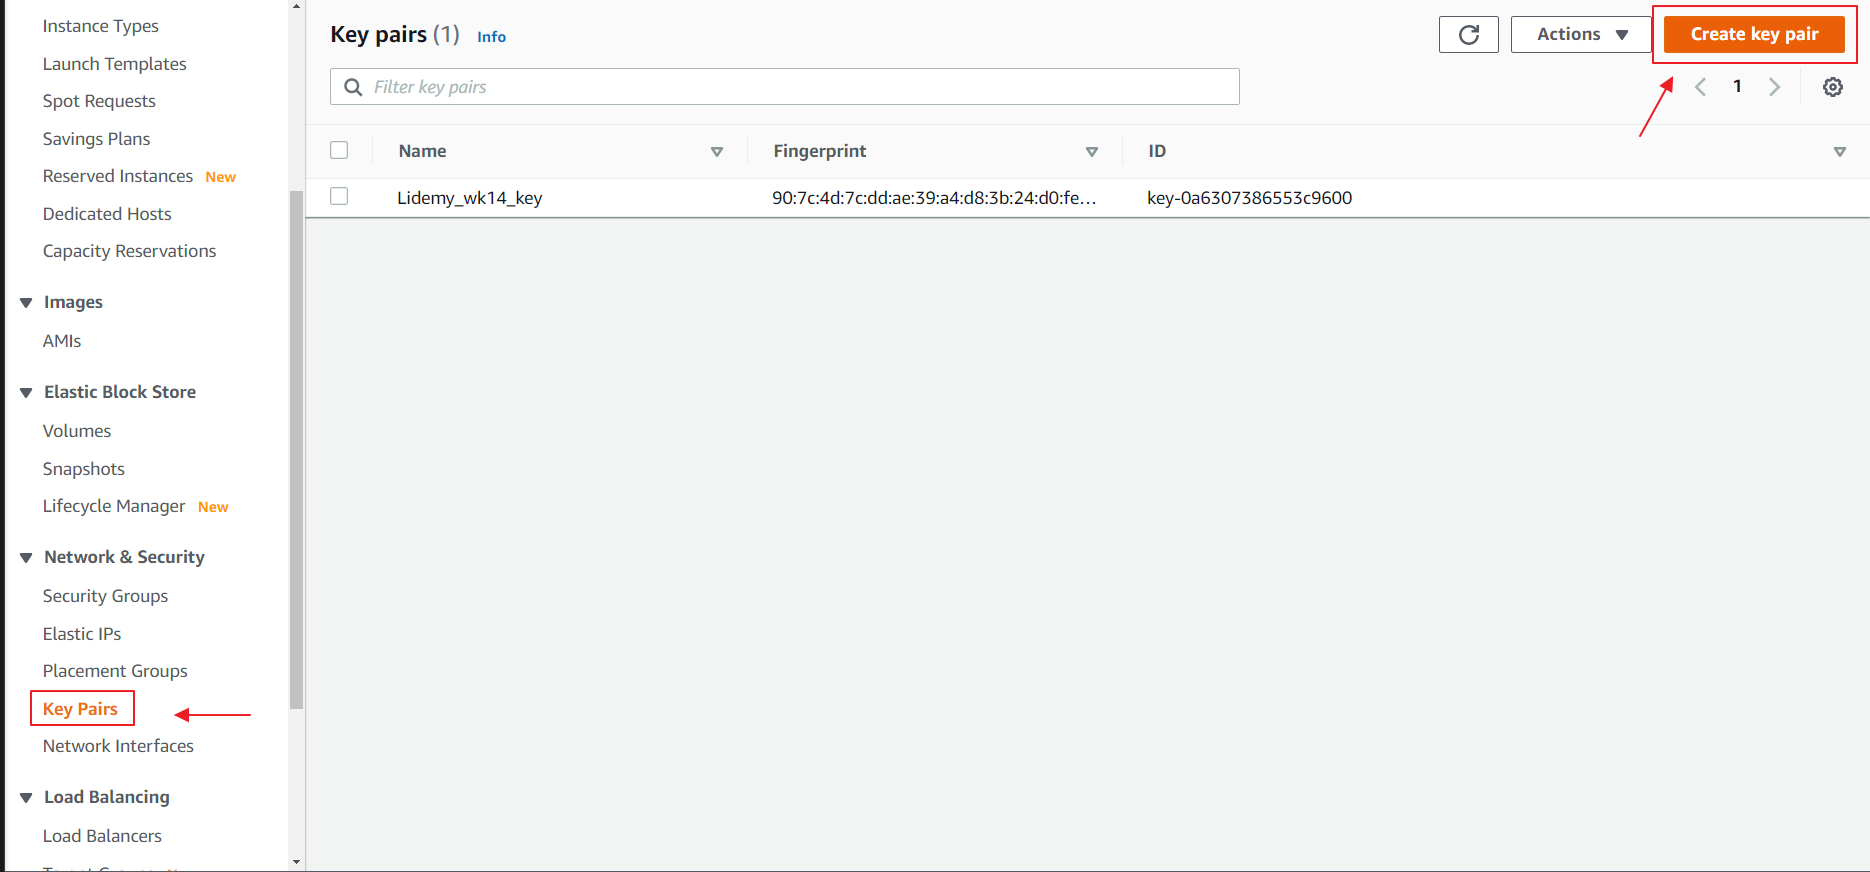 Instance Types
Launch Templates
Spot Requests
Savings Plans
Reserved Instances New
Dedicated Hosts
Capacity Reservations
Images
AMIs
Elastic Block Store
Volumes
Snapshots
Lifecycle Manager New
Network & Security
Security Groups
Elastic IPs
Placement Groups
Key Pairs
Network Interfaces
Load Balancing
Load Balancers
Key pairs (1) Info
Actions
Create key pair
Filter key pairs
1
Name Fingerprint ID
Lidemy_wk14_key 90:7c:4d:7c:dd:ae:39:a4:d8:3b:24:d0:fe... key-0a6307386553c9600